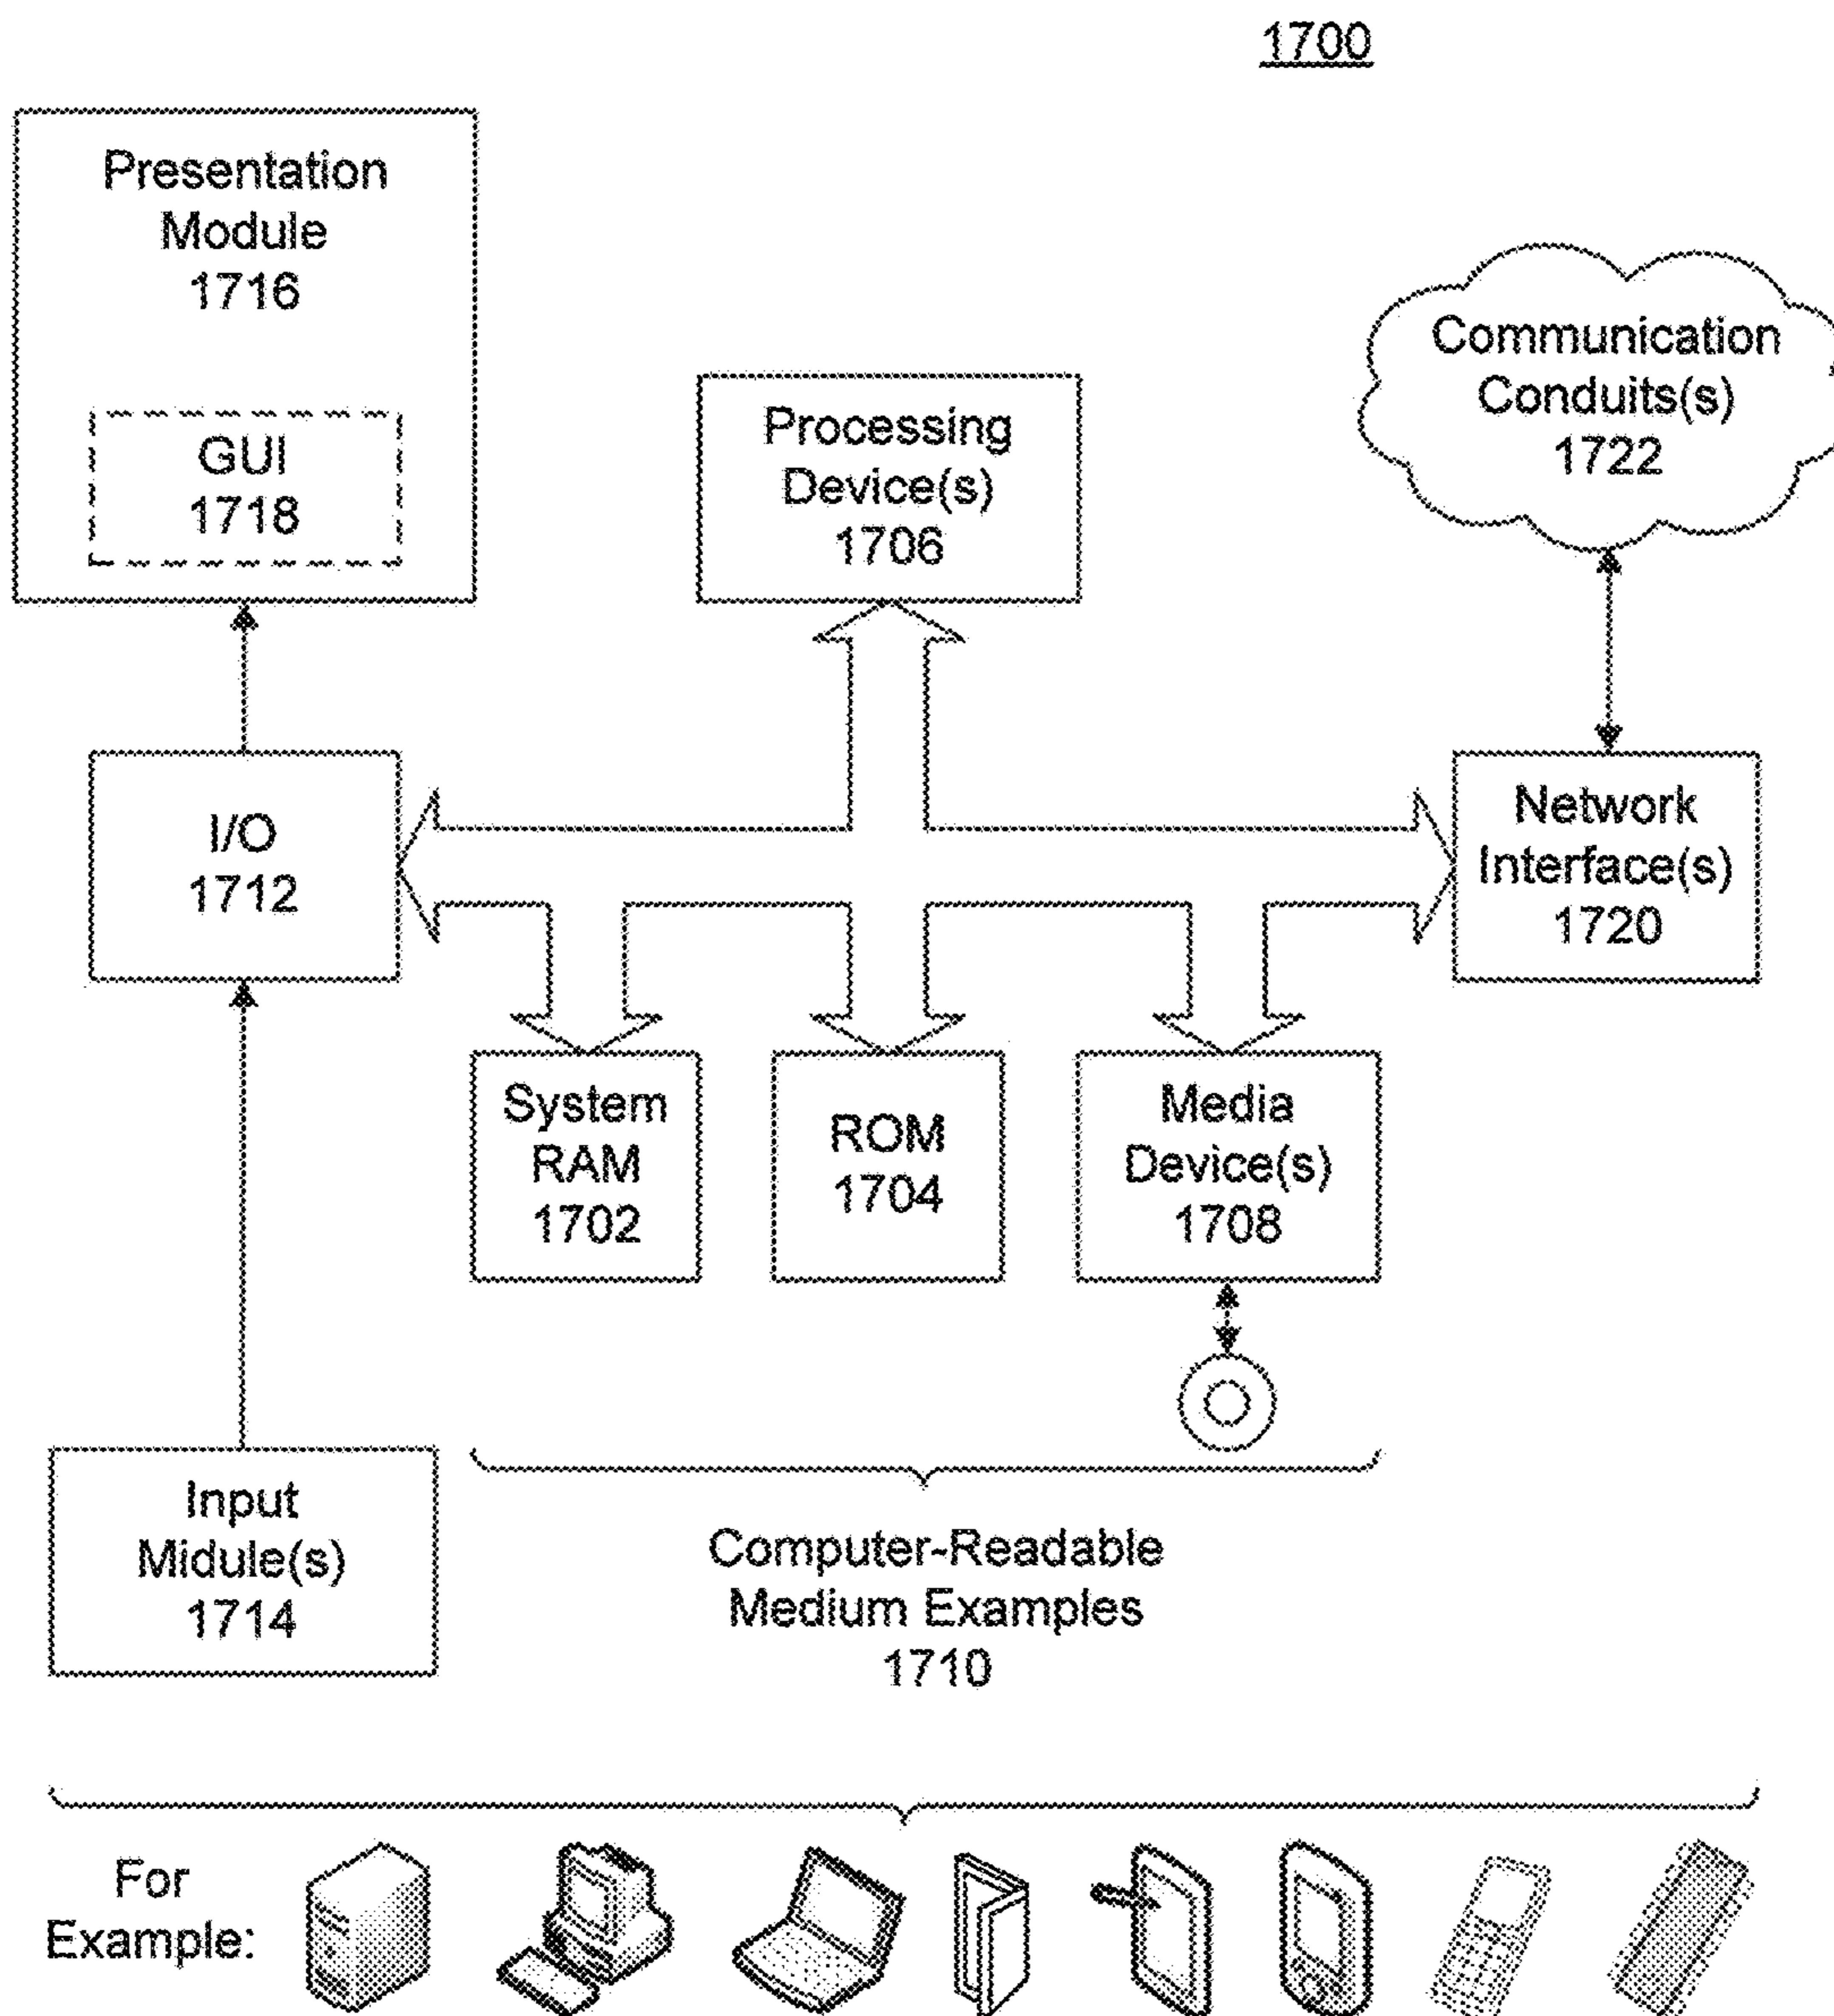 1700
Presentation
Module
1716
GUI
1718
Processing
Device(s)
1706
Communication
Conduits(s)
1722
I/O
1712
Network
Interface(s)
1720
System
RAM
1702
ROM
1704
Media
Device(s)
1708
Input
Midule(s)
1714
Computer-Readable
Medium Examples
1710
For
Example: